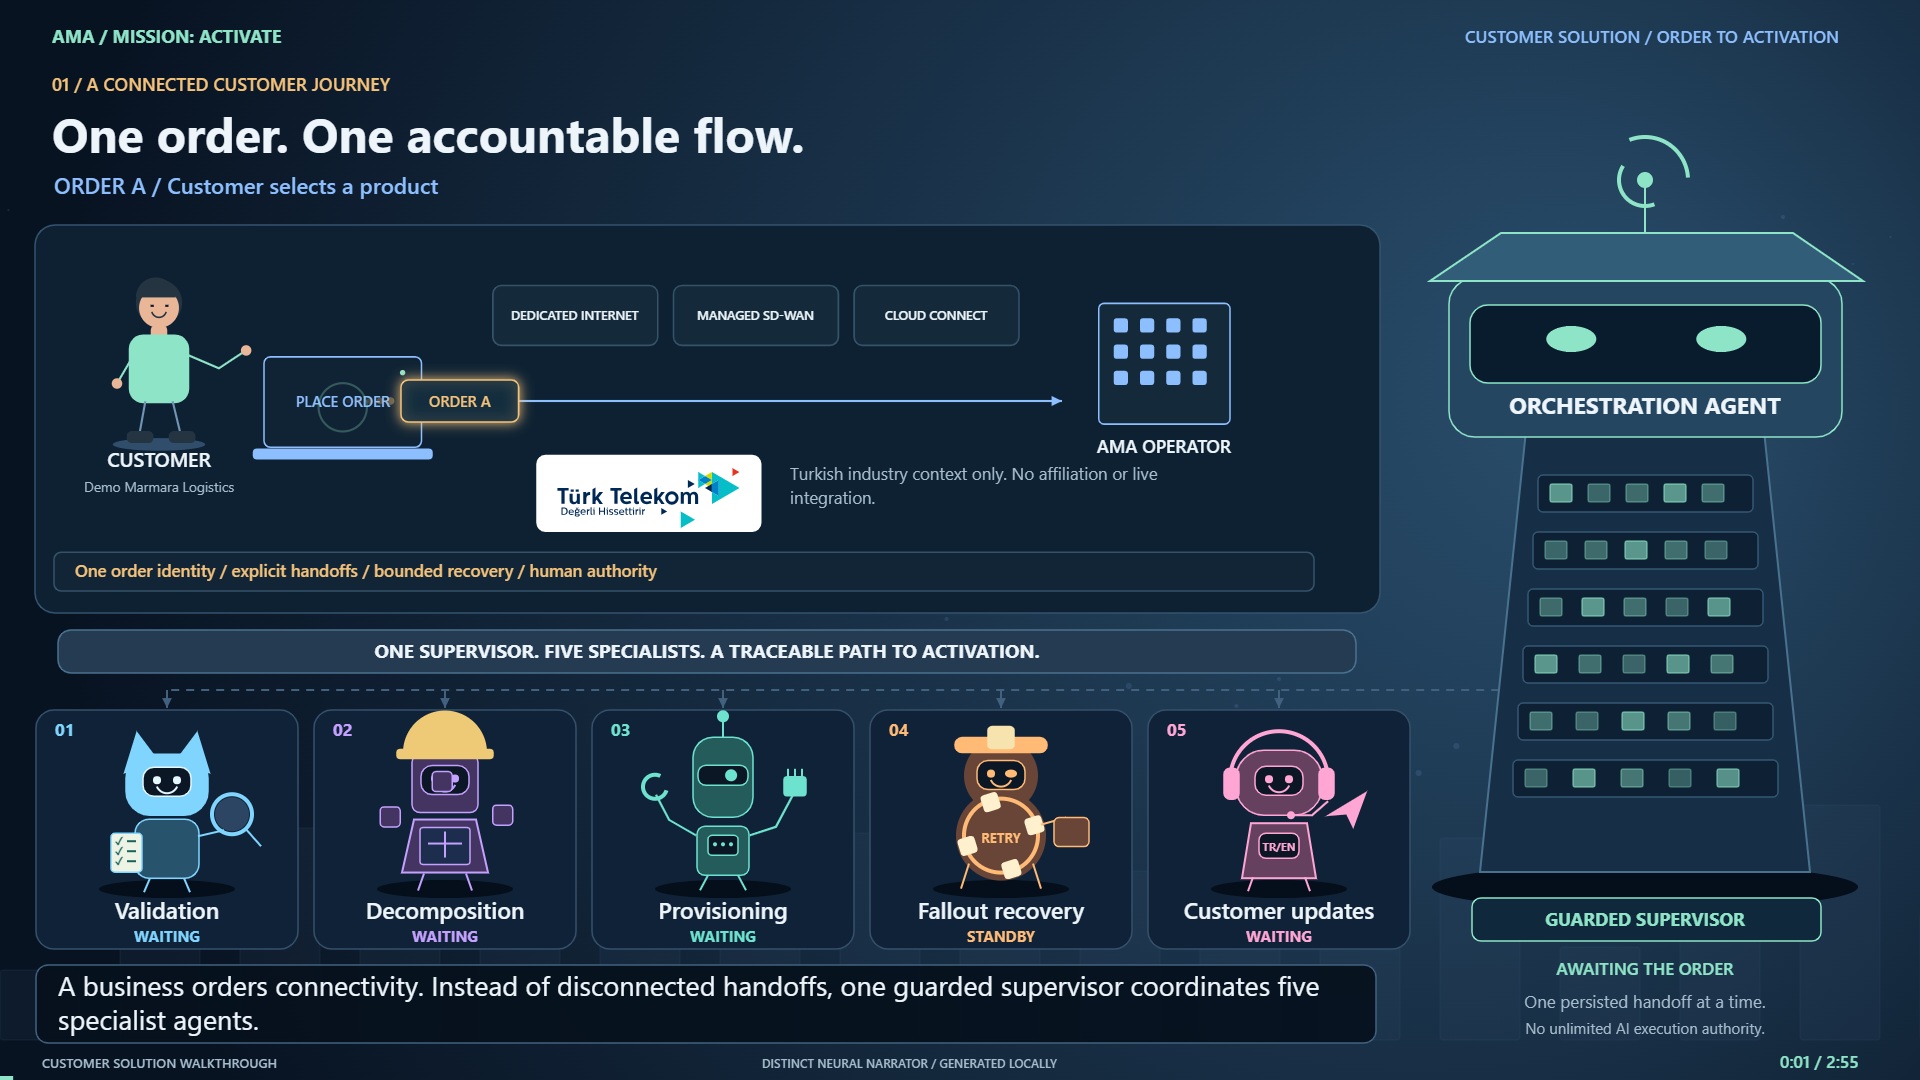 AMA / MISSION: ACTIVATE
CUSTOMER SOLUTION / ORDER TO ACTIVATION
01 / A CONNECTED CUSTOMER JOURNEY
One order. One accountable flow.
ORDER A / Customer selects a product
DEDICATED INTERNET
MANAGED SD-WAN
CLOUD CONNECT
PLACE ORDER
ORDER A
CUSTOMER
Demo Marmara Logistics
AMA OPERATOR
Türk Telekom
Değerli Hissettirir
Turkish industry context only. No affiliation or live
integration.
One order identity / explicit handoffs / bounded recovery / human authority
ORCHESTRATION AGENT
ONE SUPERVISOR. FIVE SPECIALISTS. A TRACEABLE PATH TO ACTIVATION.
01
Validation
WAITING
02
Decomposition
WAITING
03
Provisioning
WAITING
04
RETRY
Fallout recovery
STANDBY
05
TR/EN
Customer updates
WAITING
GUARDED SUPERVISOR
AWAITING THE ORDER
One persisted handoff at a time.
No unlimited AI execution authority.
A business orders connectivity. Instead of disconnected handoffs, one guarded supervisor coordinates five
specialist agents.
CUSTOMER SOLUTION WALKTHROUGH
DISTINCT NEURAL NARRATOR / GENERATED LOCALLY
0:01 / 2:55